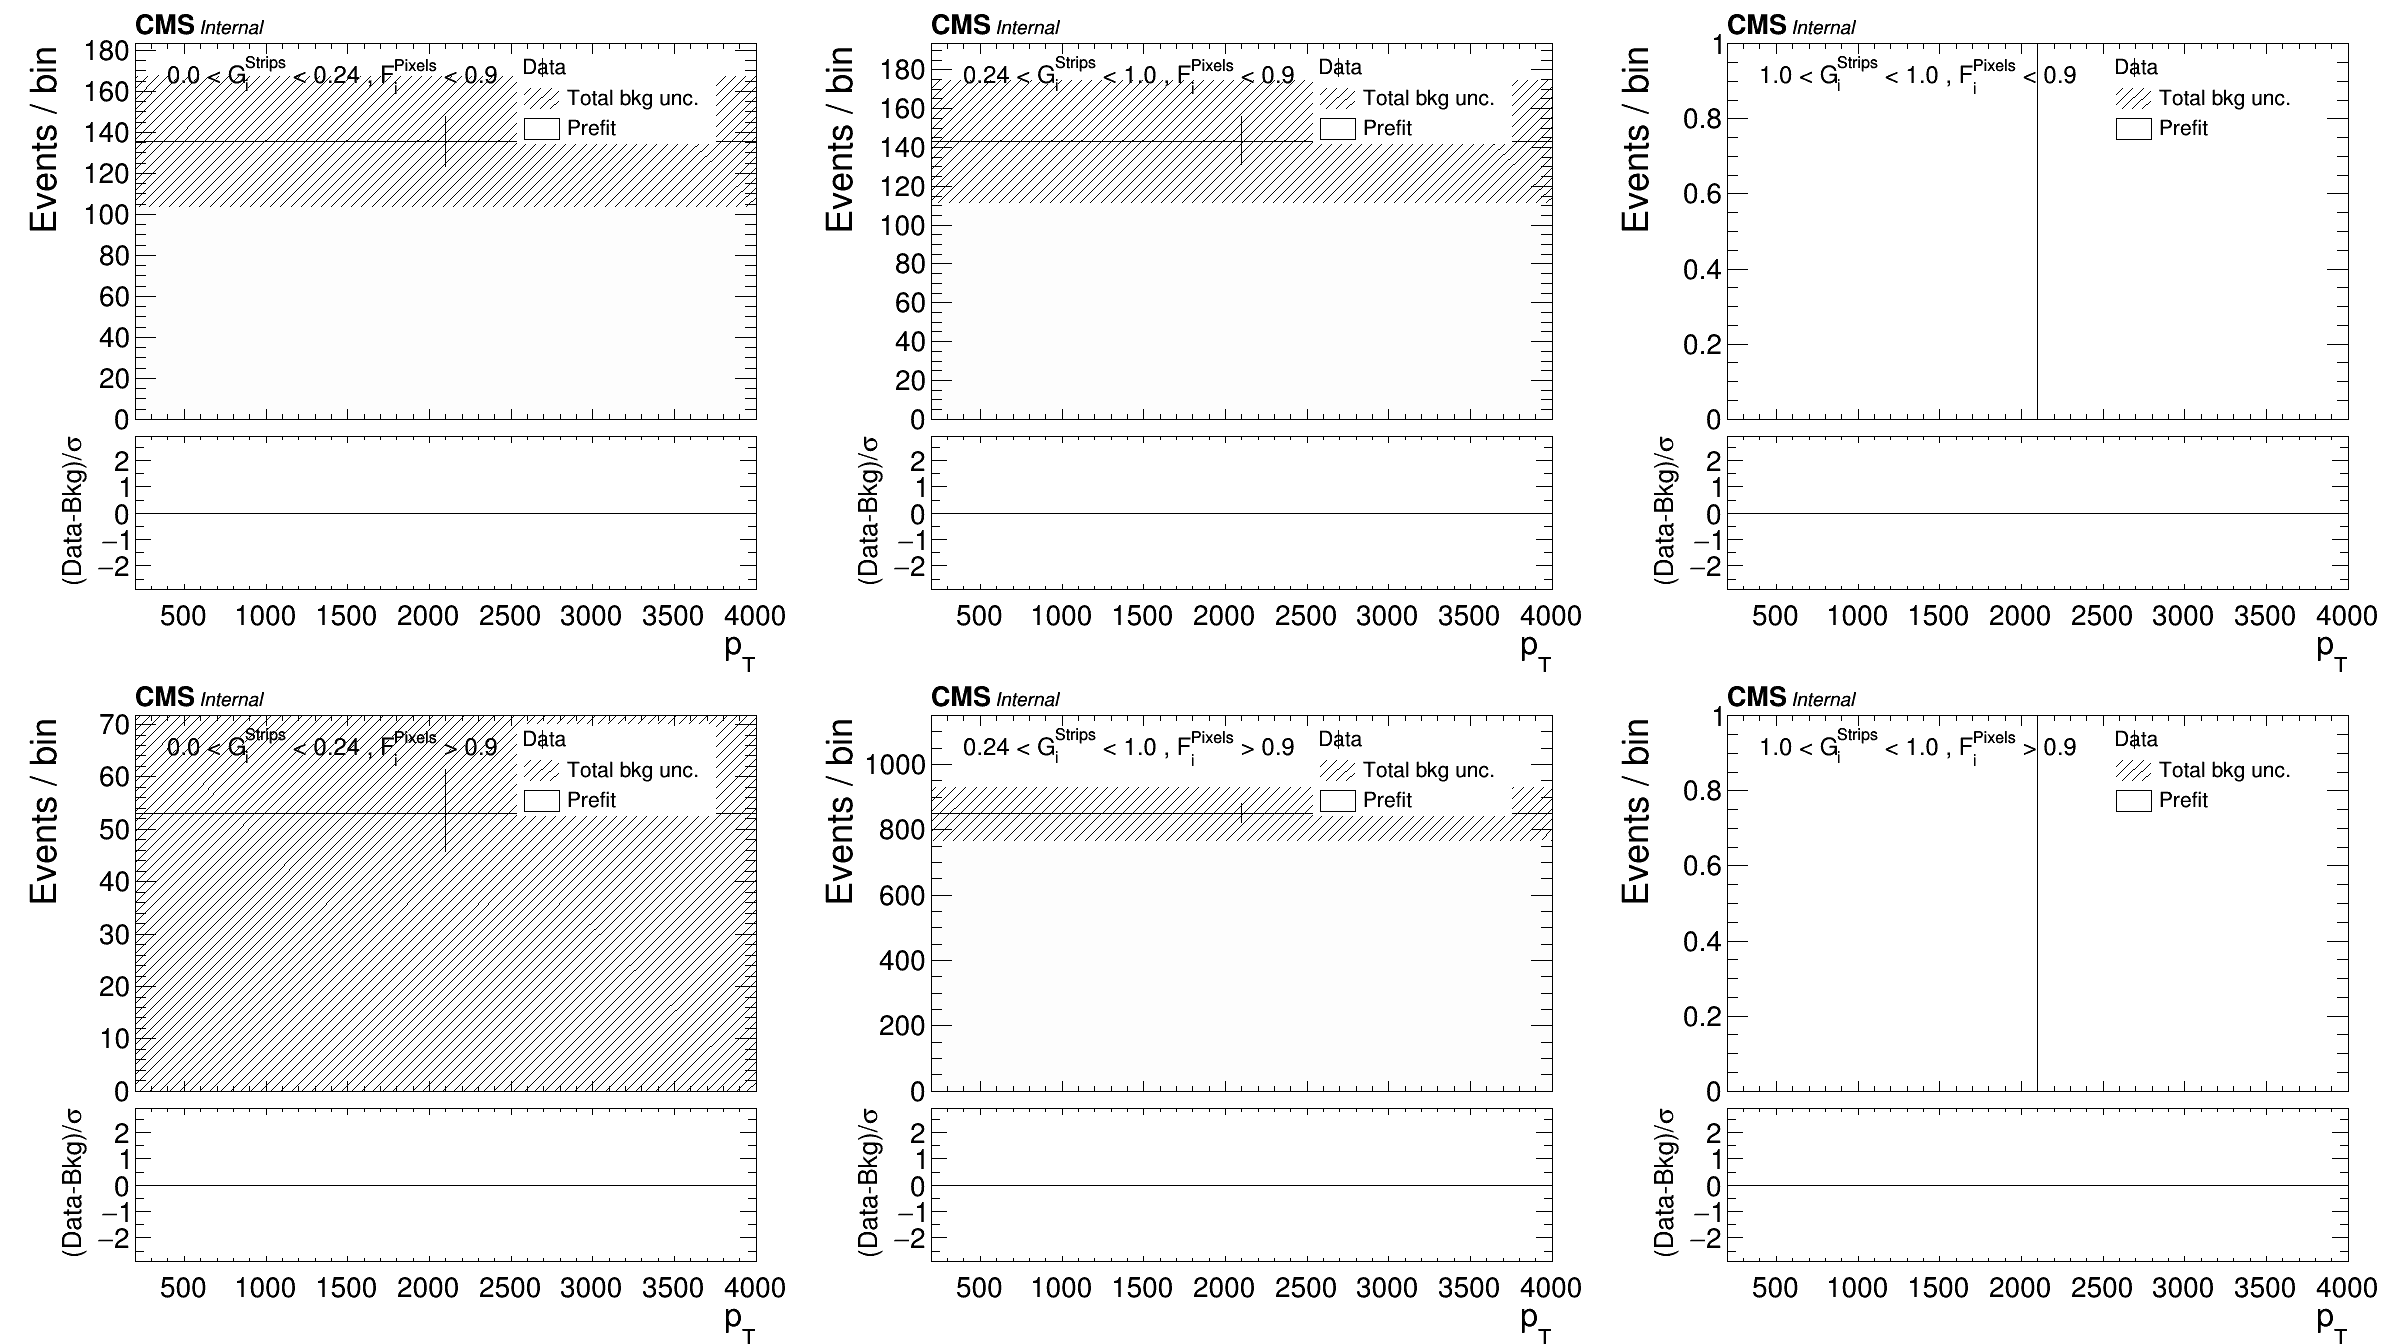 CMS Internal
Events / bin
180
160
140
120
100
80
60
40
20
0
0.0 < G_i^Strips < 0.24 , F_i^Pixels < 0.9
Data
Total bkg unc.
Prefit
(Data-Bkg)/σ
2
1
0
−1
−2
500 1000 1500 2000 2500 3000 3500 4000
p_T
CMS Internal
Events / bin
180
160
140
120
100
80
60
40
20
0
0.24 < G_i^Strips < 1.0 , F_i^Pixels < 0.9
Data
Total bkg unc.
Prefit
(Data-Bkg)/σ
2
1
0
−1
−2
500 1000 1500 2000 2500 3000 3500 4000
p_T
CMS Internal
Events / bin
1
0.8
0.6
0.4
0.2
0
1.0 < G_i^Strips < 1.0 , F_i^Pixels < 0.9
Data
Total bkg unc.
Prefit
(Data-Bkg)/σ
2
1
0
−1
−2
500 1000 1500 2000 2500 3000 3500 4000
p_T
CMS Internal
Events / bin
70
60
50
40
30
20
10
0
0.0 < G_i^Strips < 0.24 , F_i^Pixels > 0.9
Data
Total bkg unc.
Prefit
(Data-Bkg)/σ
2
1
0
−1
−2
500 1000 1500 2000 2500 3000 3500 4000
p_T
CMS Internal
Events / bin
1000
800
600
400
200
0
0.24 < G_i^Strips < 1.0 , F_i^Pixels > 0.9
Data
Total bkg unc.
Prefit
(Data-Bkg)/σ
2
1
0
−1
−2
500 1000 1500 2000 2500 3000 3500 4000
p_T
CMS Internal
Events / bin
1
0.8
0.6
0.4
0.2
0
1.0 < G_i^Strips < 1.0 , F_i^Pixels > 0.9
Data
Total bkg unc.
Prefit
(Data-Bkg)/σ
2
1
0
−1
−2
500 1000 1500 2000 2500 3000 3500 4000
p_T